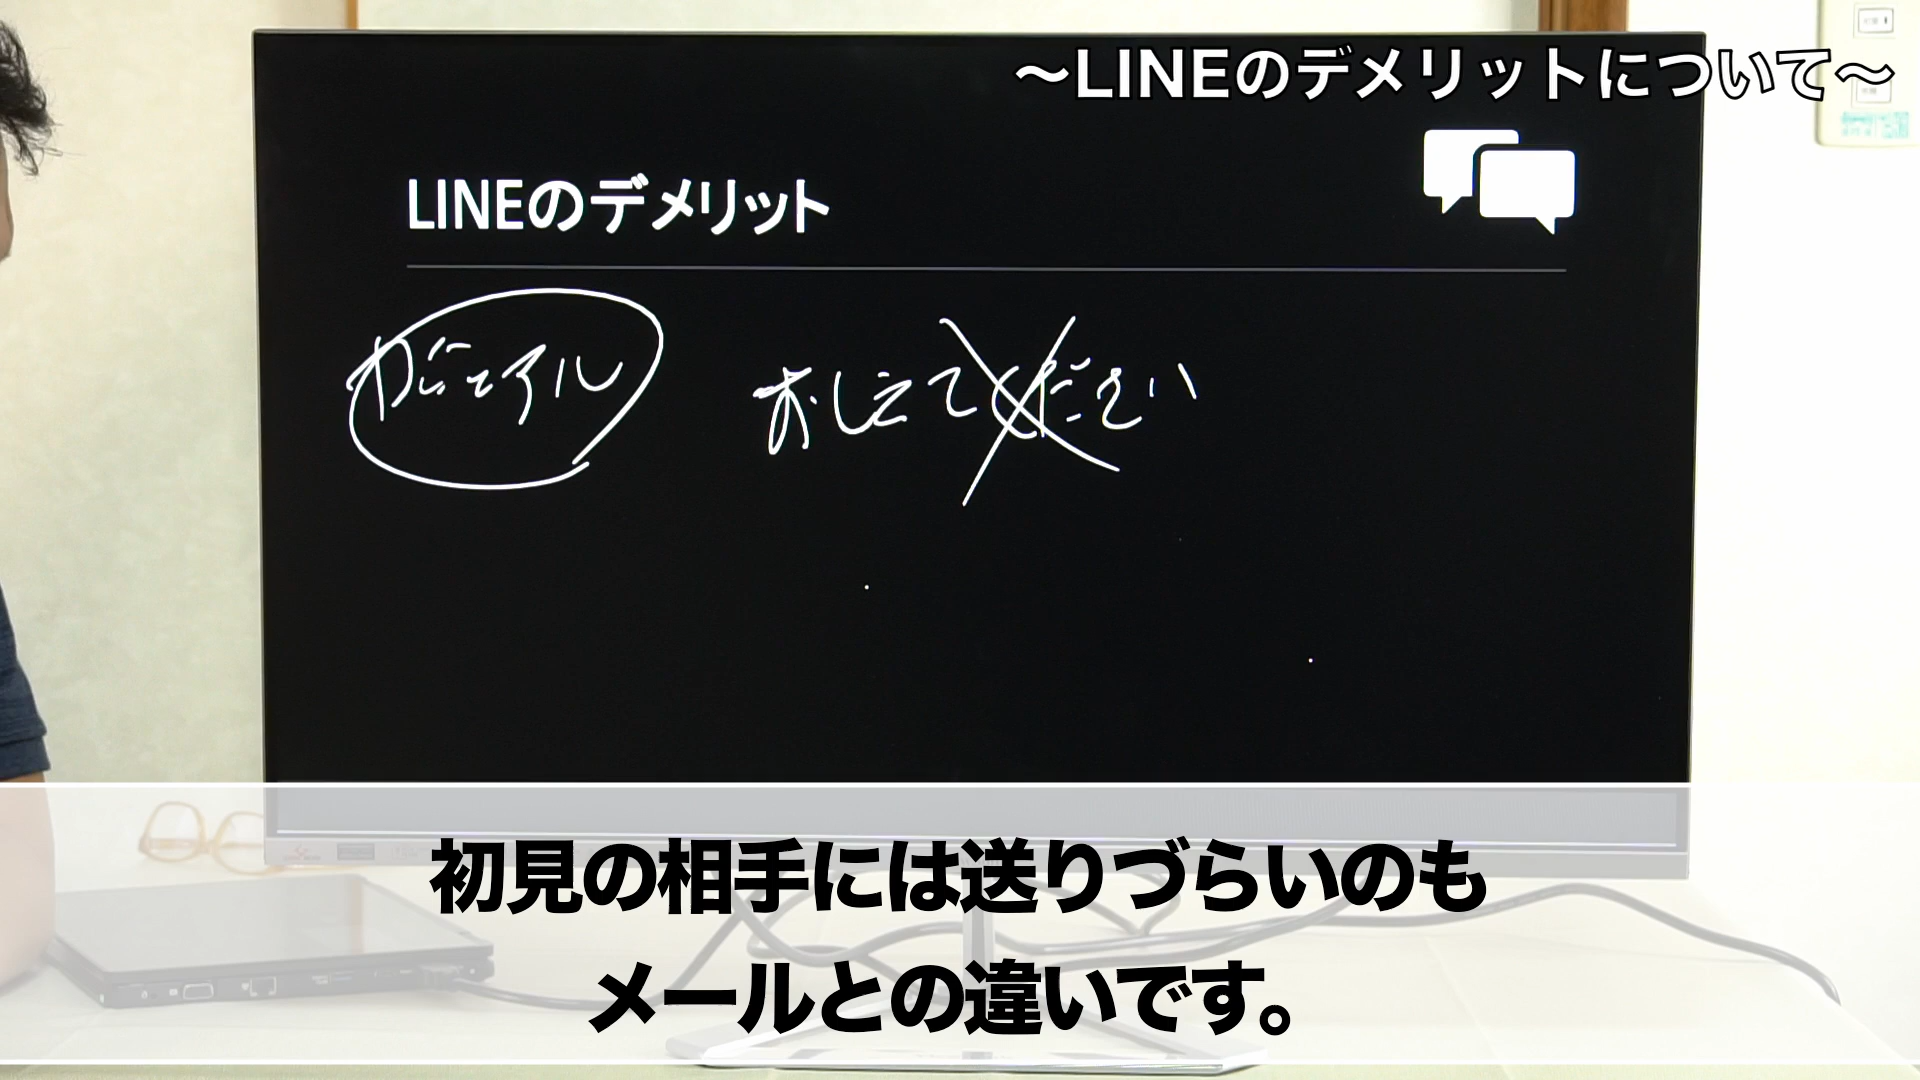 ~LINEのデメリットについて~
LINEのデメリット
カジュアル
おしえてください
初見の相手には送りづらいのも
メールとの違いです。